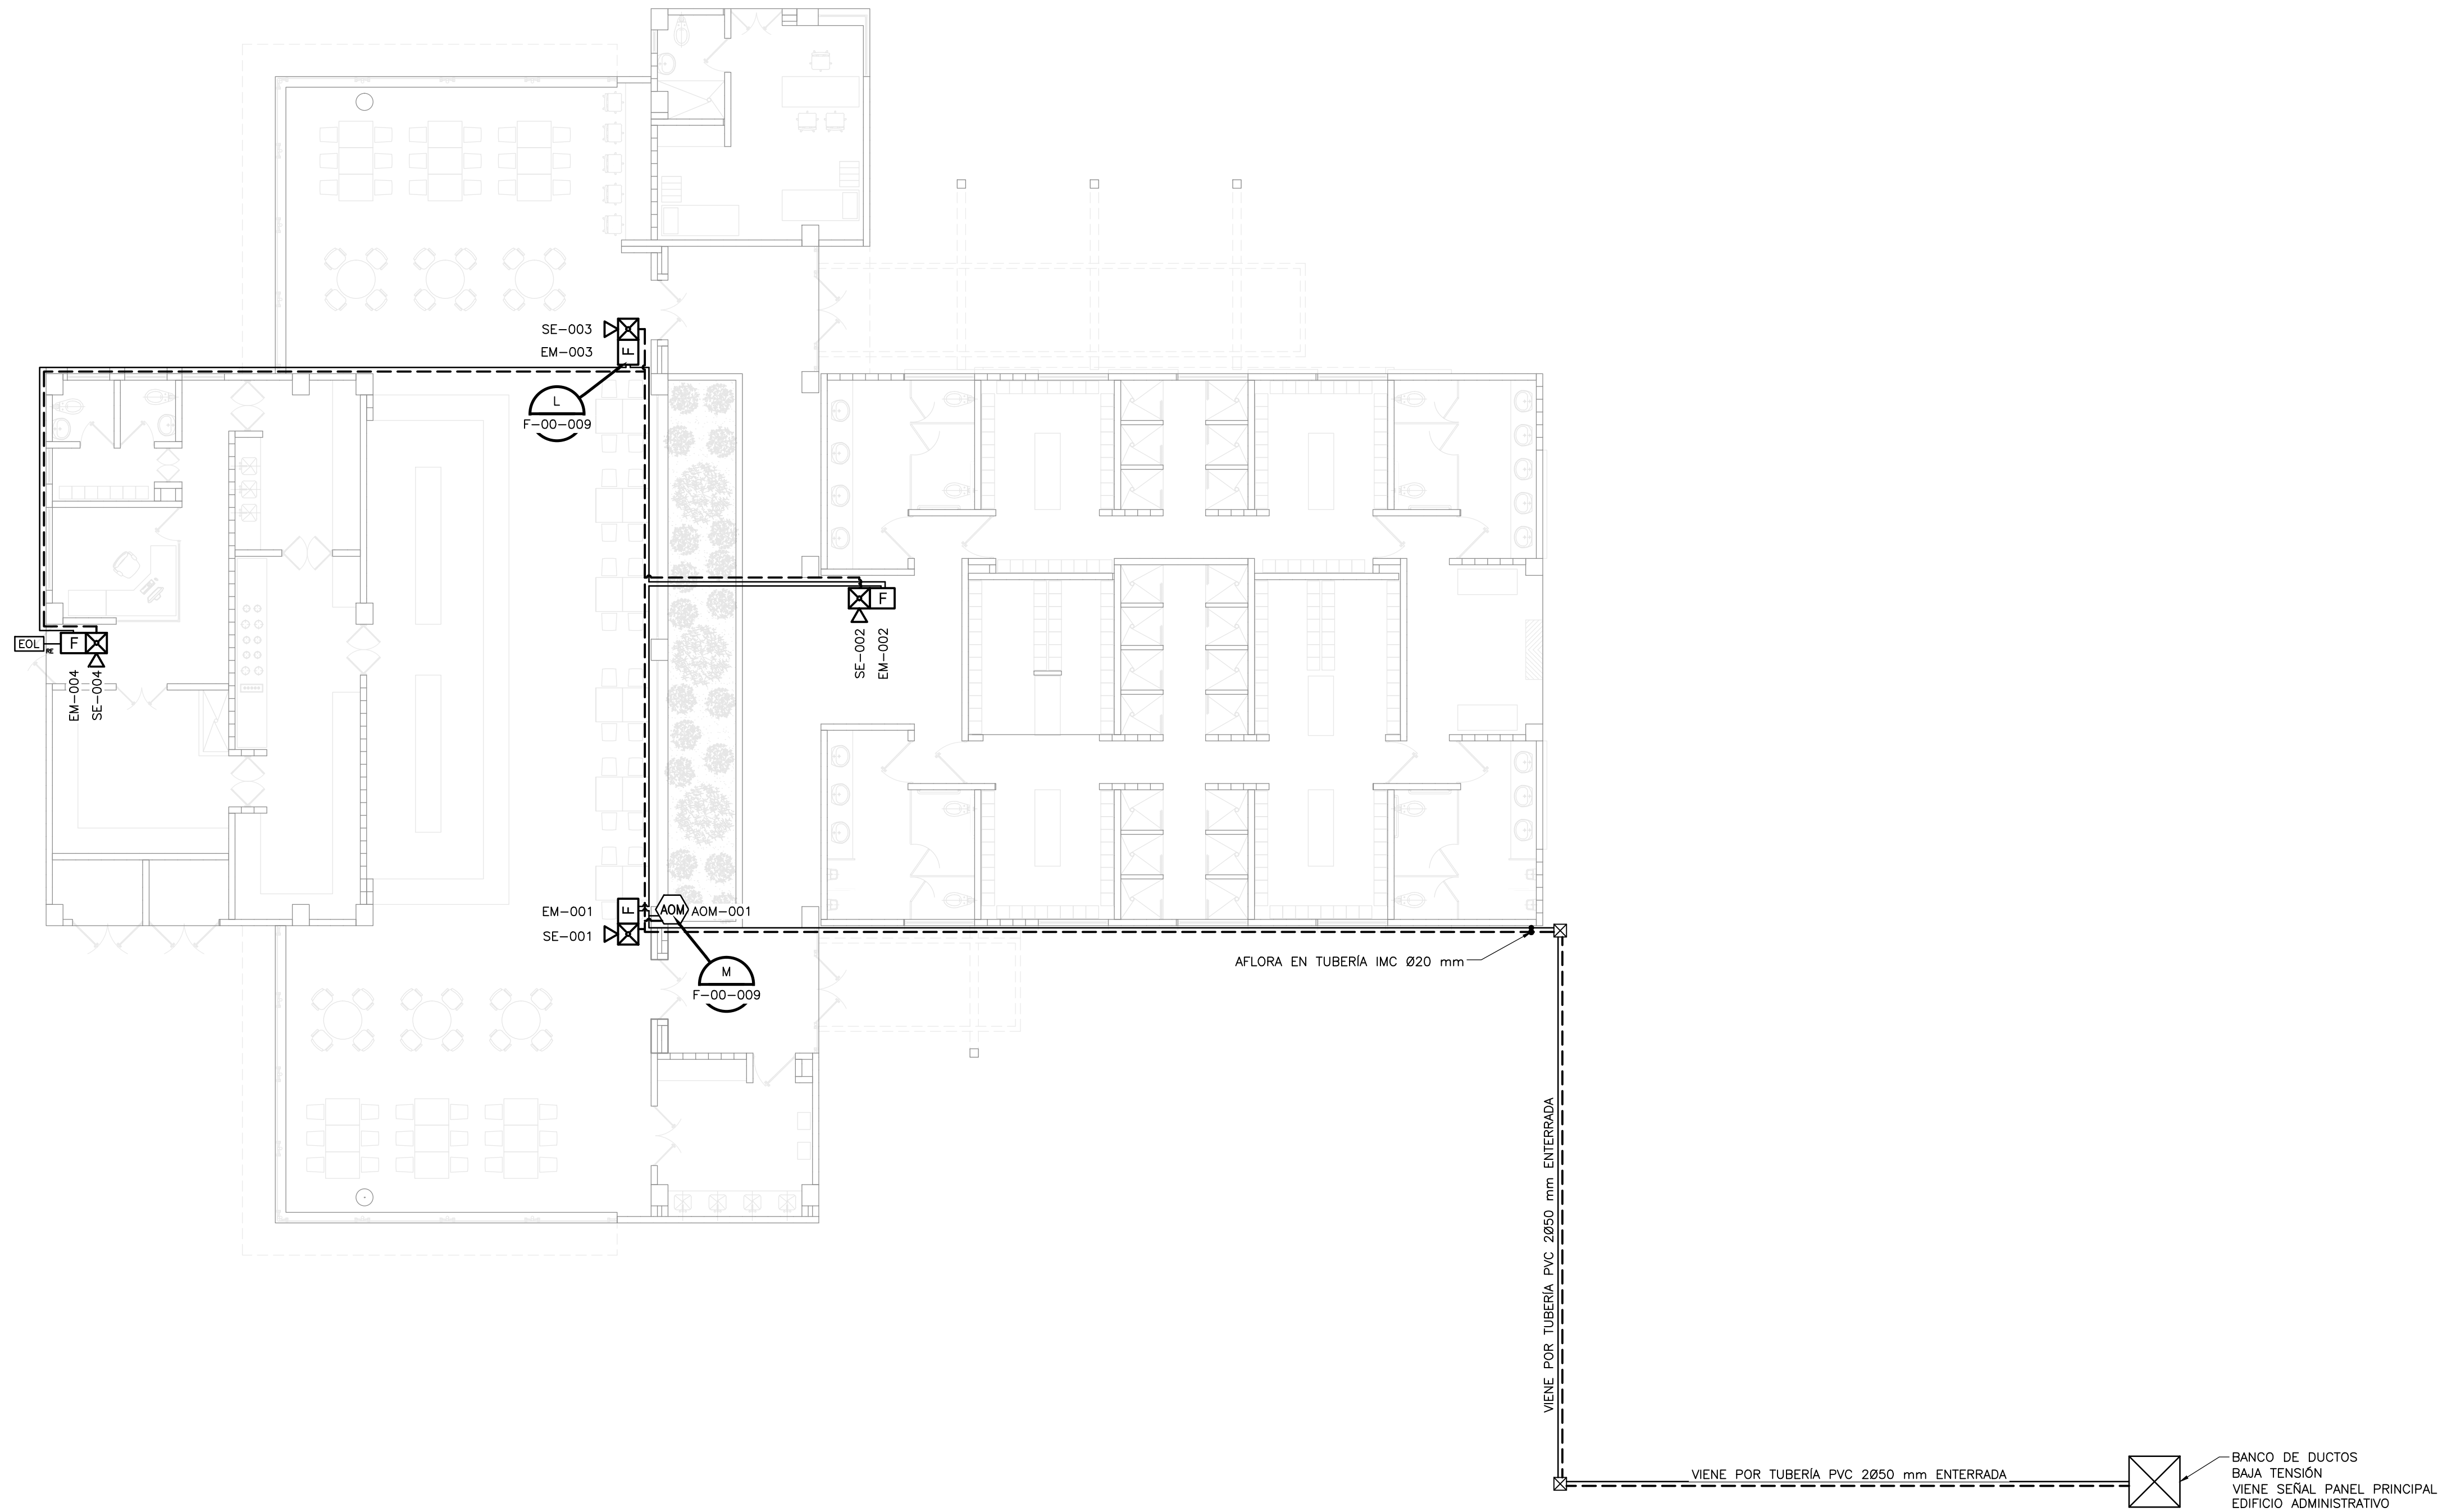 SE-003
EM-003
F
L
F-00-009
F
SE-002
EM-002
EOL
RE
F
EM-004
SE-004
EM-001
F
AOM
AOM-001
SE-001
M
F-00-009
AFLORA EN TUBERÍA IMC Ø20 mm
VIENE POR TUBERÍA PVC 2Ø50 mm ENTERRADA
VIENE POR TUBERÍA PVC 2Ø50 mm ENTERRADA
BANCO DE DUCTOS
BAJA TENSIÓN
VIENE SEÑAL PANEL PRINCIPAL
EDIFICIO ADMINISTRATIVO